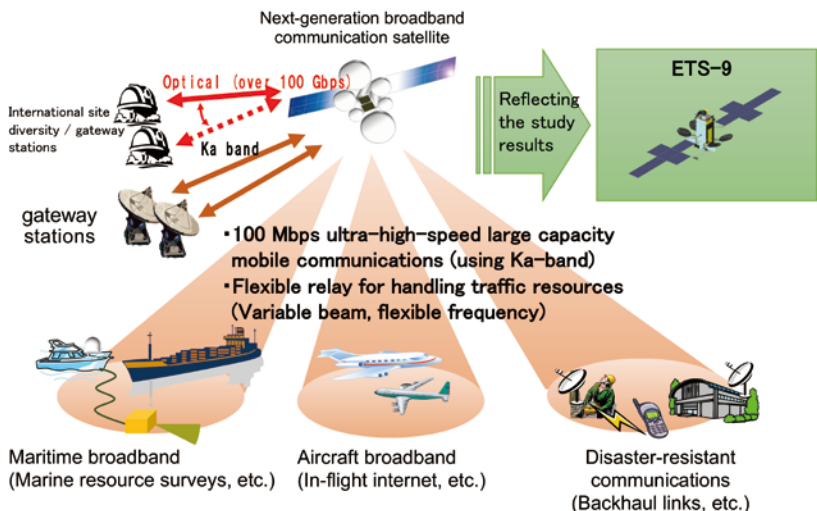 Next-generation broadband
communication satellite
Optical (over 100 Gbps)
International site
diversity / gateway
stations
Ka band
gateway
stations
Reflecting
the study
results
ETS-9
・100 Mbps ultra-high-speed large capacity
mobile communications (using Ka-band)
・Flexible relay for handling traffic resources
(Variable beam, flexible frequency)
Maritime broadband
(Marine resource surveys, etc.)
Aircraft broadband
(In-flight internet, etc.)
Disaster-resistant
communications
(Backhaul links, etc.)